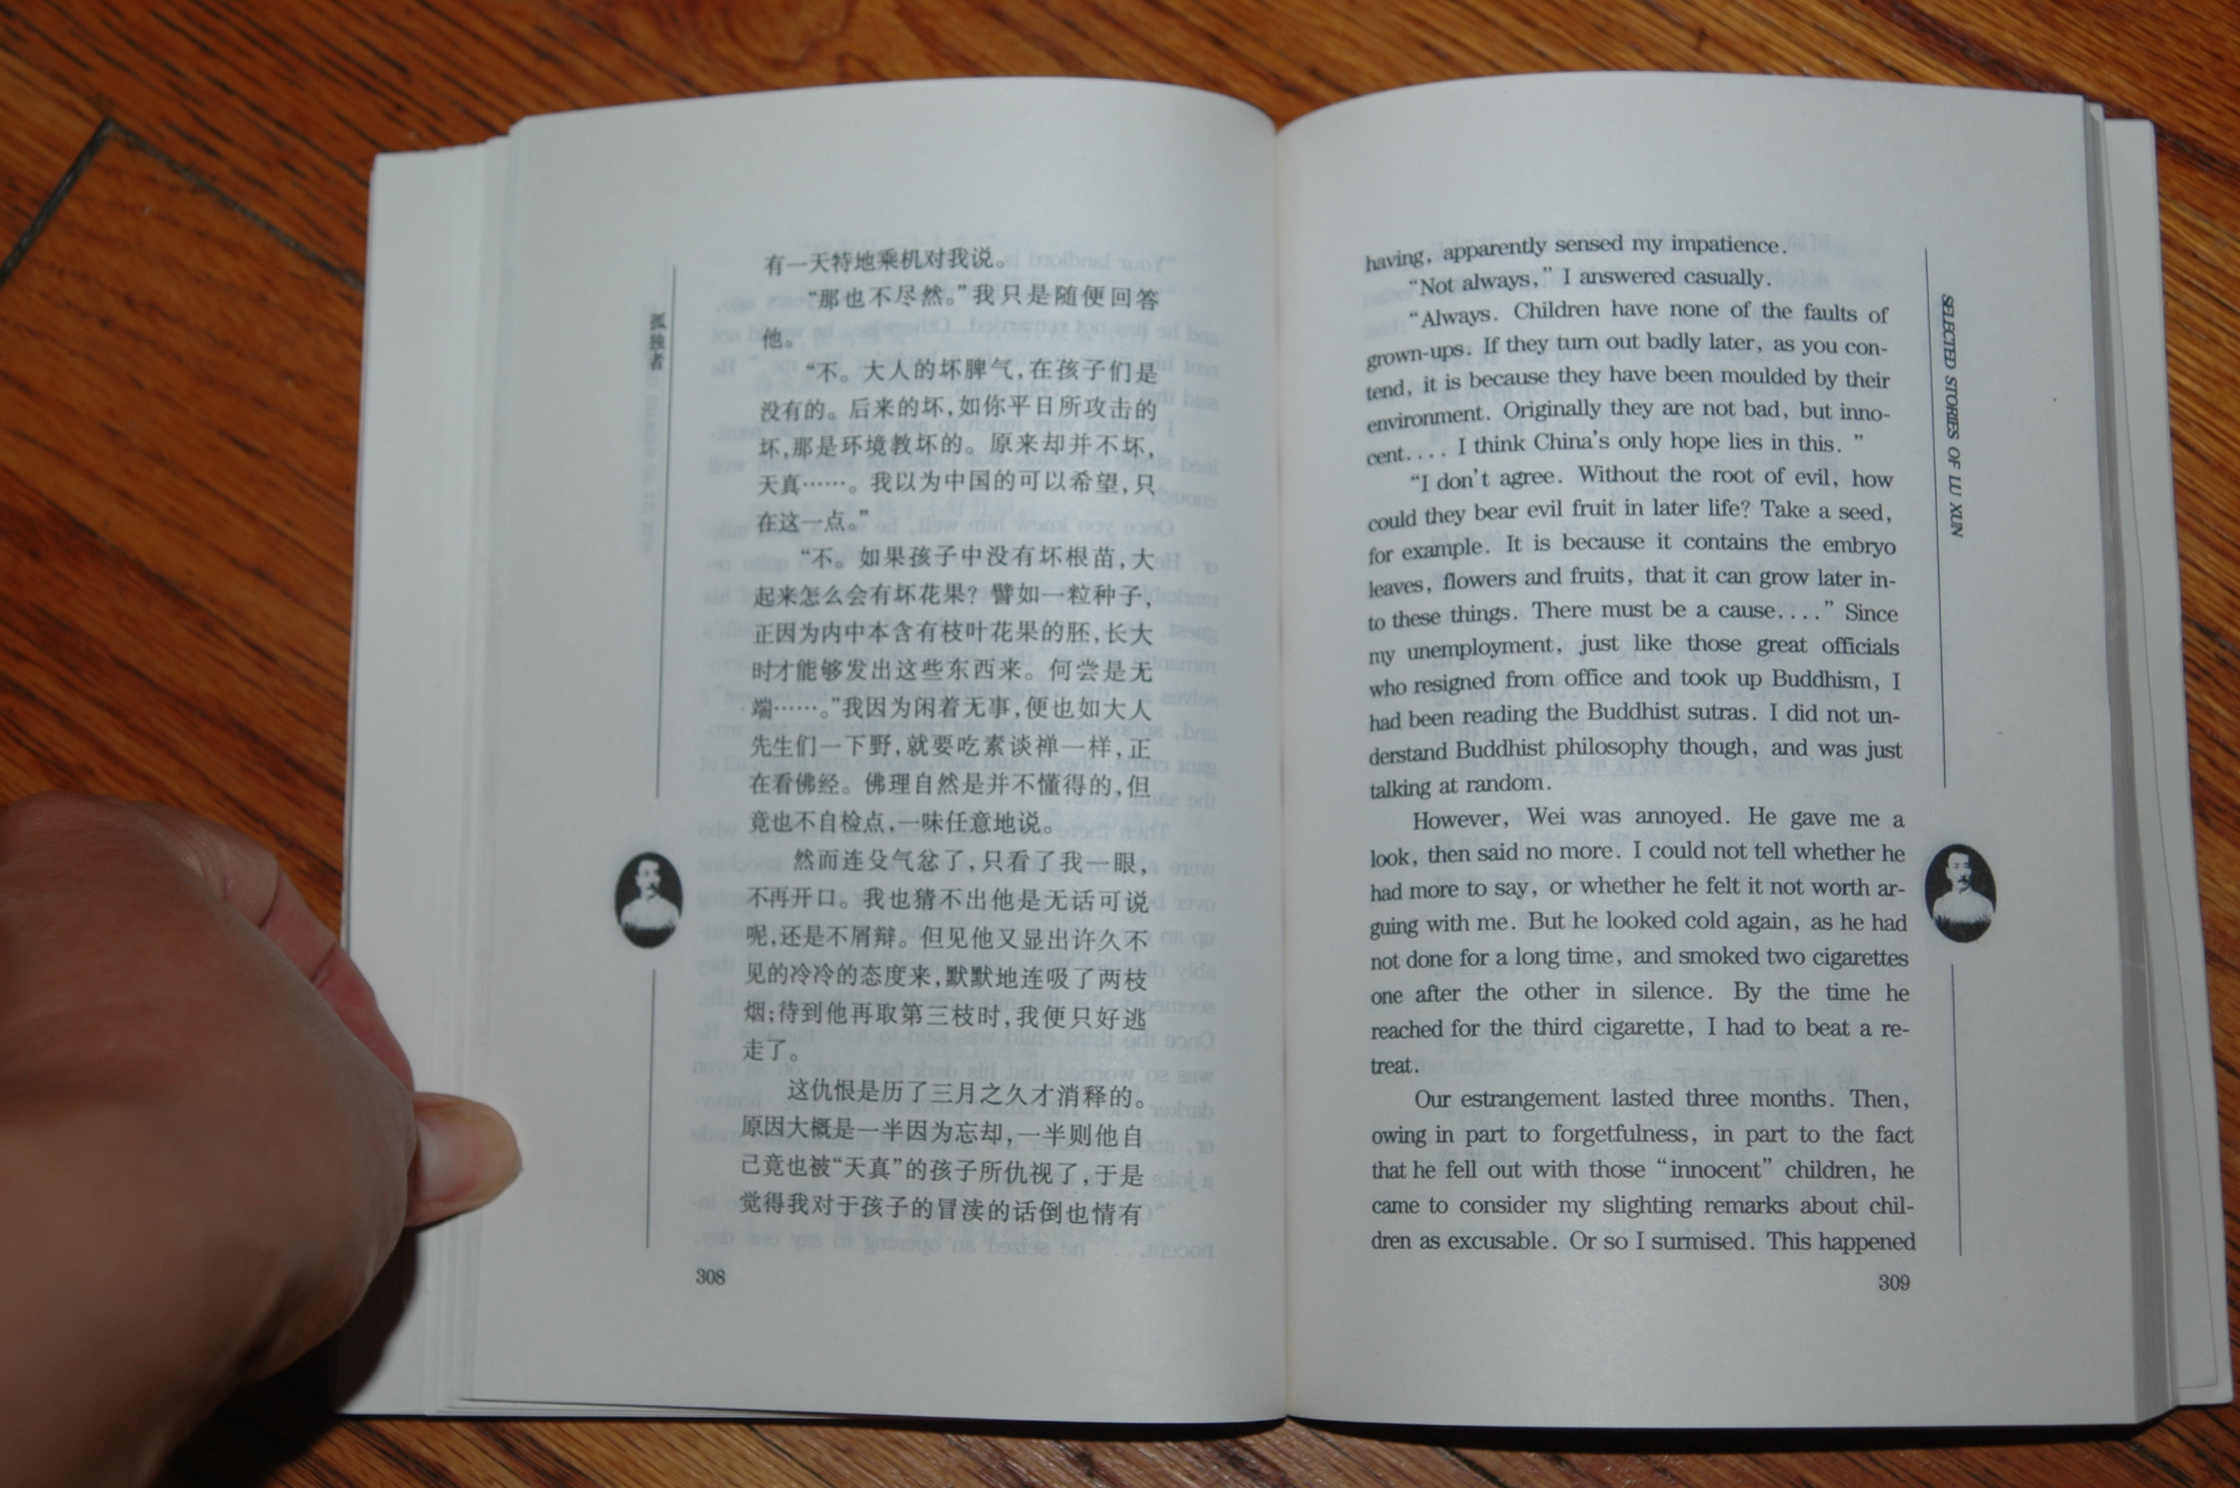 孤独者
有一天特地乘机对我说。
“那也不尽然。”我只是随便回答
他。
“不。大人的坏脾气,在孩子们是
没有的。后来的坏,如你平日所攻击的
坏,那是环境教坏的。原来却并不坏,
天真……。我以为中国的可以希望,只
在这一点。”
“不。如果孩子中没有坏根苗,大
起来怎么会有坏花果?譬如一粒种子,
正因为内中本含有枝叶花果的胚,长大
时才能够发出这些东西来。何尝是无
端……。”我因为闲着无事,便也如大人
先生们一下野,就要吃素谈禅一样,正
在看佛经。佛理自然是并不懂得的,但
竟也不自检点,一味任意地说。
然而连殳气忿了,只看了我一眼,
不再开口。我也猜不出他是无话可说
呢,还是不屑辩。但见他又显出许久不
见的冷冷的态度来,默默地连吸了两枝
烟;待到他再取第三枝时,我便只好逃
走了。
这仇恨是历了三月之久才消释的。
原因大概是一半因为忘却,一半则他自
己竟也被“天真”的孩子所仇视了,于是
觉得我对于孩子的冒渎的话倒也情有
308
having, apparently sensed my impatience.
“Not always,” I answered casually.
“Always. Children have none of the faults of
grown-ups. If they turn out badly later, as you con-
tend, it is because they have been moulded by their
environment. Originally they are not bad, but inno-
cent.... I think China's only hope lies in this. ”
“I don't agree. Without the root of evil, how
could they bear evil fruit in later life? Take a seed,
for example. It is because it contains the embryo
leaves, flowers and fruits, that it can grow later in-
to these things. There must be a cause....” Since
my unemployment, just like those great officials
who resigned from office and took up Buddhism, I
had been reading the Buddhist sutras. I did not un-
derstand Buddhist philosophy though, and was just
talking at random.
However, Wei was annoyed. He gave me a
look, then said no more. I could not tell whether he
had more to say, or whether he felt it not worth ar-
guing with me. But he looked cold again, as he had
not done for a long time, and smoked two cigarettes
one after the other in silence. By the time he
reached for the third cigarette, I had to beat a re-
treat.
Our estrangement lasted three months. Then,
owing in part to forgetfulness, in part to the fact
that he fell out with those “innocent” children, he
came to consider my slighting remarks about chil-
dren as excusable. Or so I surmised. This happened
309
SELECTED STORIES OF LU XUN